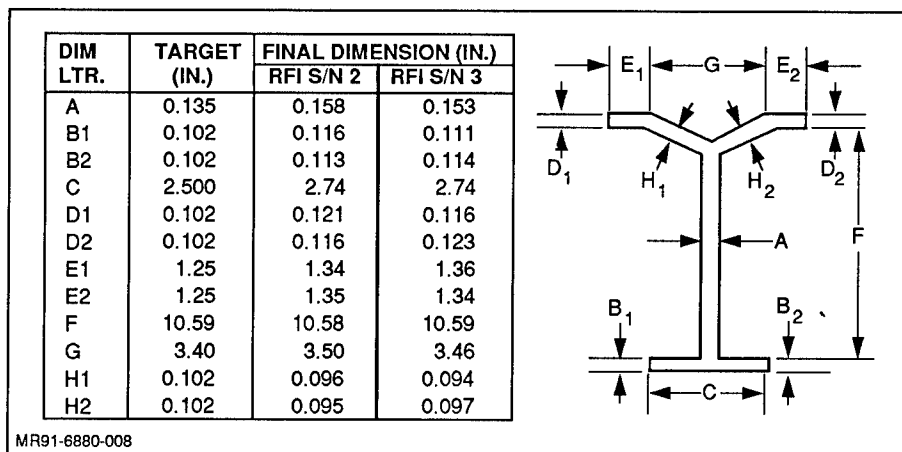 DIM LTR. TARGET (IN.) FINAL DIMENSION (IN.)
RFI S/N 2 RFI S/N 3
A 0.135 0.158 0.153
B1 0.102 0.116 0.111
B2 0.102 0.113 0.114
C 2.500 2.74 2.74
D1 0.102 0.121 0.116
D2 0.102 0.116 0.123
E1 1.25 1.34 1.36
E2 1.25 1.35 1.34
F 10.59 10.58 10.59
G 3.40 3.50 3.46
H1 0.102 0.096 0.094
H2 0.102 0.095 0.097
MR91-6880-008
E1 G E2
D1 H1 H2 D2
A F
B1 B2
C